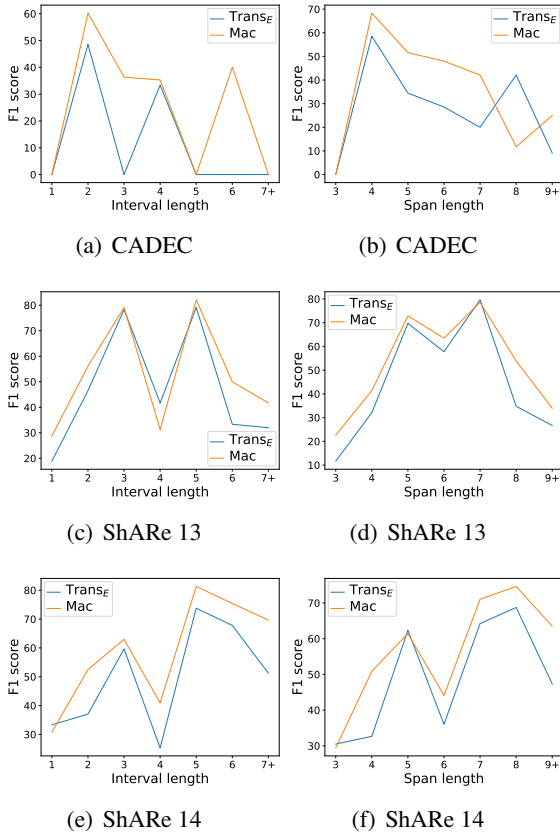 60
50
40
30
20
10
0
F1 score
Trans_E
Mac
1 2 3 4 5 6 7+
Interval length
(a) CADEC
70
60
50
40
30
20
10
0
F1 score
Trans_E
Mac
3 4 5 6 7 8 9+
Span length
(b) CADEC
80
70
60
50
40
30
20
F1 score
Trans_E
Mac
1 2 3 4 5 6 7+
Interval length
(c) ShARe 13
80
70
60
50
40
30
20
10
F1 score
Trans_E
Mac
3 4 5 6 7 8 9+
Span length
(d) ShARe 13
80
70
60
50
40
30
F1 score
Trans_E
Mac
1 2 3 4 5 6 7+
Interval length
(e) ShARe 14
70
60
50
40
30
F1 score
Trans_E
Mac
3 4 5 6 7 8 9+
Span length
(f) ShARe 14